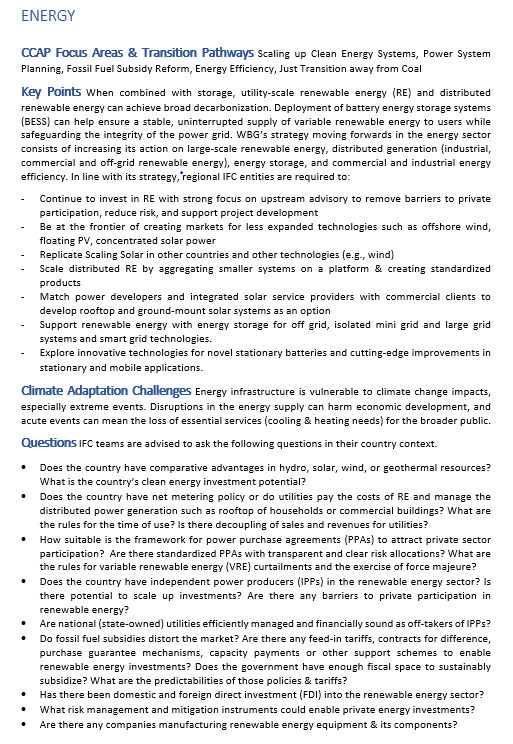 ENERGY
CCAP Focus Areas & Transition Pathways Scaling up Clean Energy Systems, Power System
Planning, Fossil Fuel Subsidy Reform, Energy Efficiency, Just Transition away from Coal
Key Points When combined with storage, utility-scale renewable energy (RE) and distributed
renewable energy can achieve broad decarbonization. Deployment of battery energy storage systems
(BESS) can help ensure a stable, uninterrupted supply of variable renewable energy to users while
safeguarding the integrity of the power grid. WBG's strategy moving forwards in the energy sector
consists of increasing its action on large-scale renewable energy, distributed generation (industrial,
commercial and off-grid renewable energy), energy storage, and commercial and industrial energy
efficiency. In line with its strategy, regional IFC entities are required to:
- Continue to invest in RE with strong focus on upstream advisory to remove barriers to private
participation, reduce risk, and support project development
- Be at the frontier of creating markets for less expanded technologies such as offshore wind,
floating PV, concentrated solar power
- Replicate Scaling Solar in other countries and other technologies (e.g., wind)
- Scale distributed RE by aggregating smaller systems on a platform & creating standardized
products
- Match power developers and integrated solar service providers with commercial clients to
develop rooftop and ground-mount solar systems as an option
- Support renewable energy with energy storage for off grid, isolated mini grid and large grid
systems and smart grid technologies.
- Explore innovative technologies for novel stationary batteries and cutting-edge improvements in
stationary and mobile applications.
Climate Adaptation Challenges Energy infrastructure is vulnerable to climate change impacts,
especially extreme events. Disruptions in the energy supply can harm economic development, and
acute events can mean the loss of essential services (cooling & heating needs) for the broader public.
Questions IFC teams are advised to ask the following questions in their country context.
• Does the country have comparative advantages in hydro, solar, wind, or geothermal resources?
What is the country's clean energy investment potential?
• Does the country have net metering policy or do utilities pay the costs of RE and manage the
distributed power generation such as rooftop of households or commercial buildings? What are
the rules for the time of use? Is there decoupling of sales and revenues for utilities?
• How suitable is the framework for power purchase agreements (PPAs) to attract private sector
participation? Are there standardized PPAs with transparent and clear risk allocations? What are
the rules for variable renewable energy (VRE) curtailments and the exercise of force majeure?
• Does the country have independent power producers (IPPs) in the renewable energy sector? Is
there potential to scale up investments? Are there any barriers to private participation in
renewable energy?
• Are national (state-owned) utilities efficiently managed and financially sound as off-takers of IPPs?
• Do fossil fuel subsidies distort the market? Are there any feed-in tariffs, contracts for difference,
purchase guarantee mechanisms, capacity payments or other support schemes to enable
renewable energy investments? Does the government have enough fiscal space to sustainably
subsidize? What are the predictabilities of those policies & tariffs?
• Has there been domestic and foreign direct investment (FDI) into the renewable energy sector?
• What risk management and mitigation instruments could enable private energy investments?
• Are there any companies manufacturing renewable energy equipment & its components?